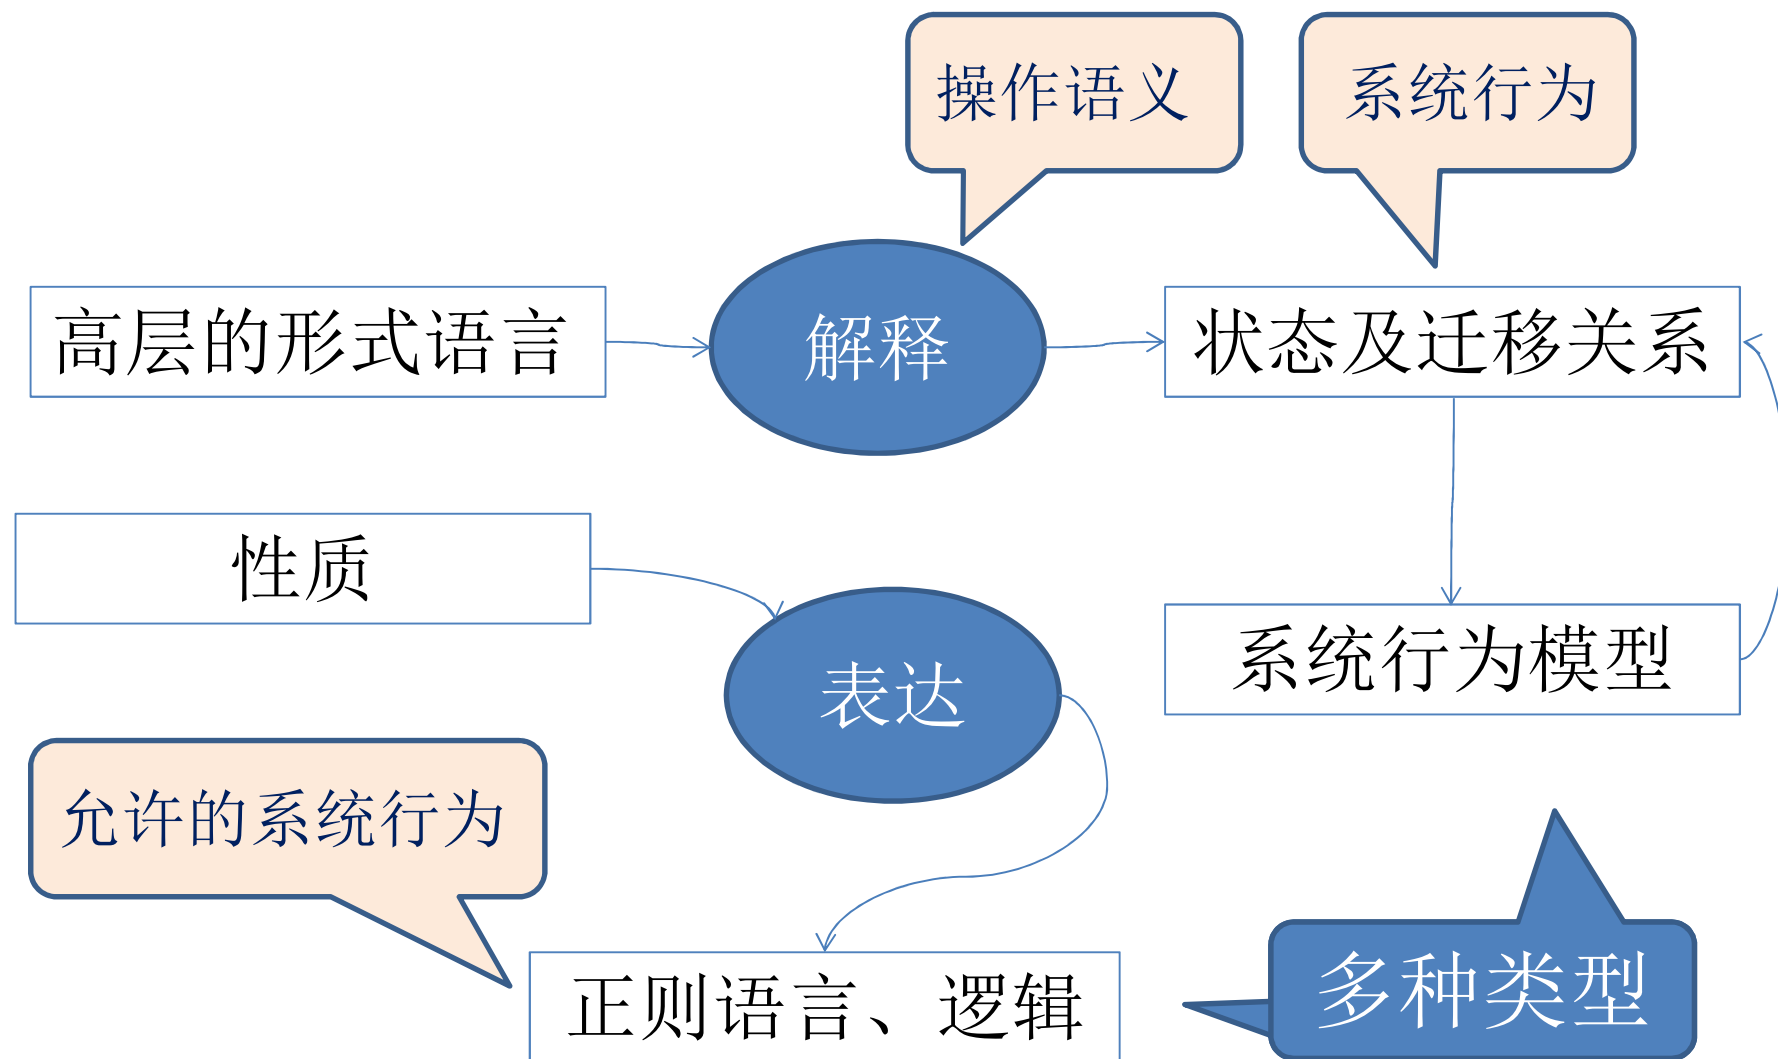 操作语义
系统行为
高层的形式语言
解释
状态及迁移关系
性质
系统行为模型
表达
允许的系统行为
多种类型
正则语言、逻辑